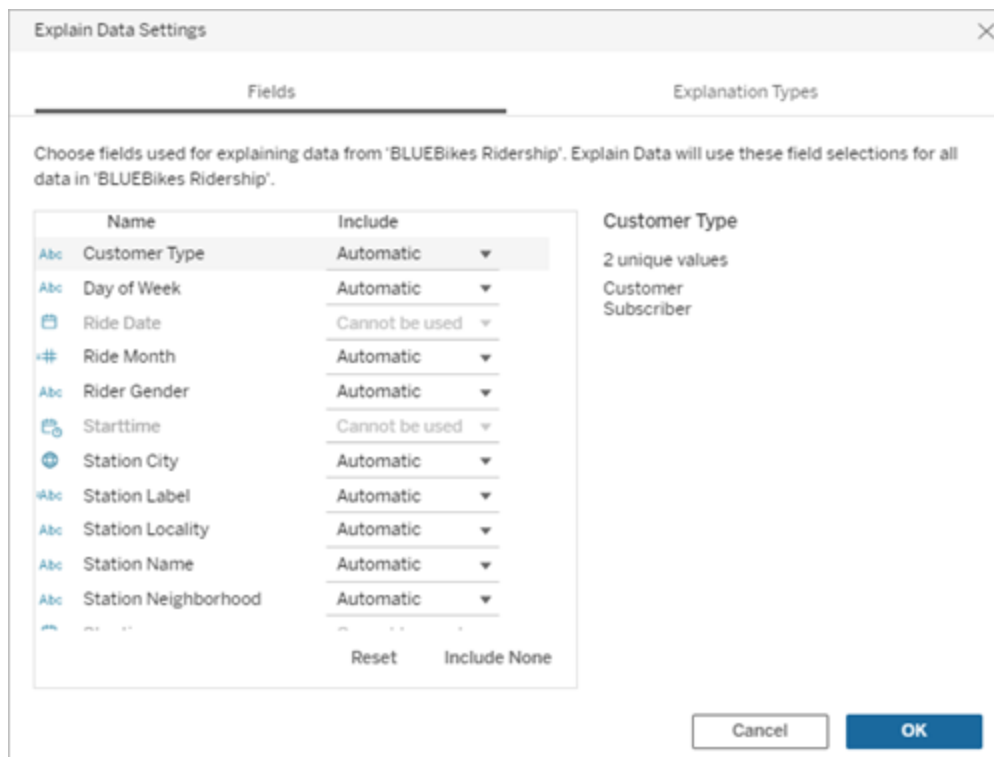 Explain Data Settings
Fields
Explanation Types
Choose fields used for explaining data from 'BLUEBikes Ridership'. Explain Data will use these field selections for all
data in 'BLUEBikes Ridership'.
Name Include
Abc Customer Type Automatic
Abc Day of Week Automatic
Ride Date Cannot be used
# Ride Month Automatic
Abc Rider Gender Automatic
Starttime Cannot be used
Station City Automatic
Abc Station Label Automatic
Abc Station Locality Automatic
Abc Station Name Automatic
Abc Station Neighborhood Automatic
Reset Include None
Customer Type
2 unique values
Customer
Subscriber
Cancel OK